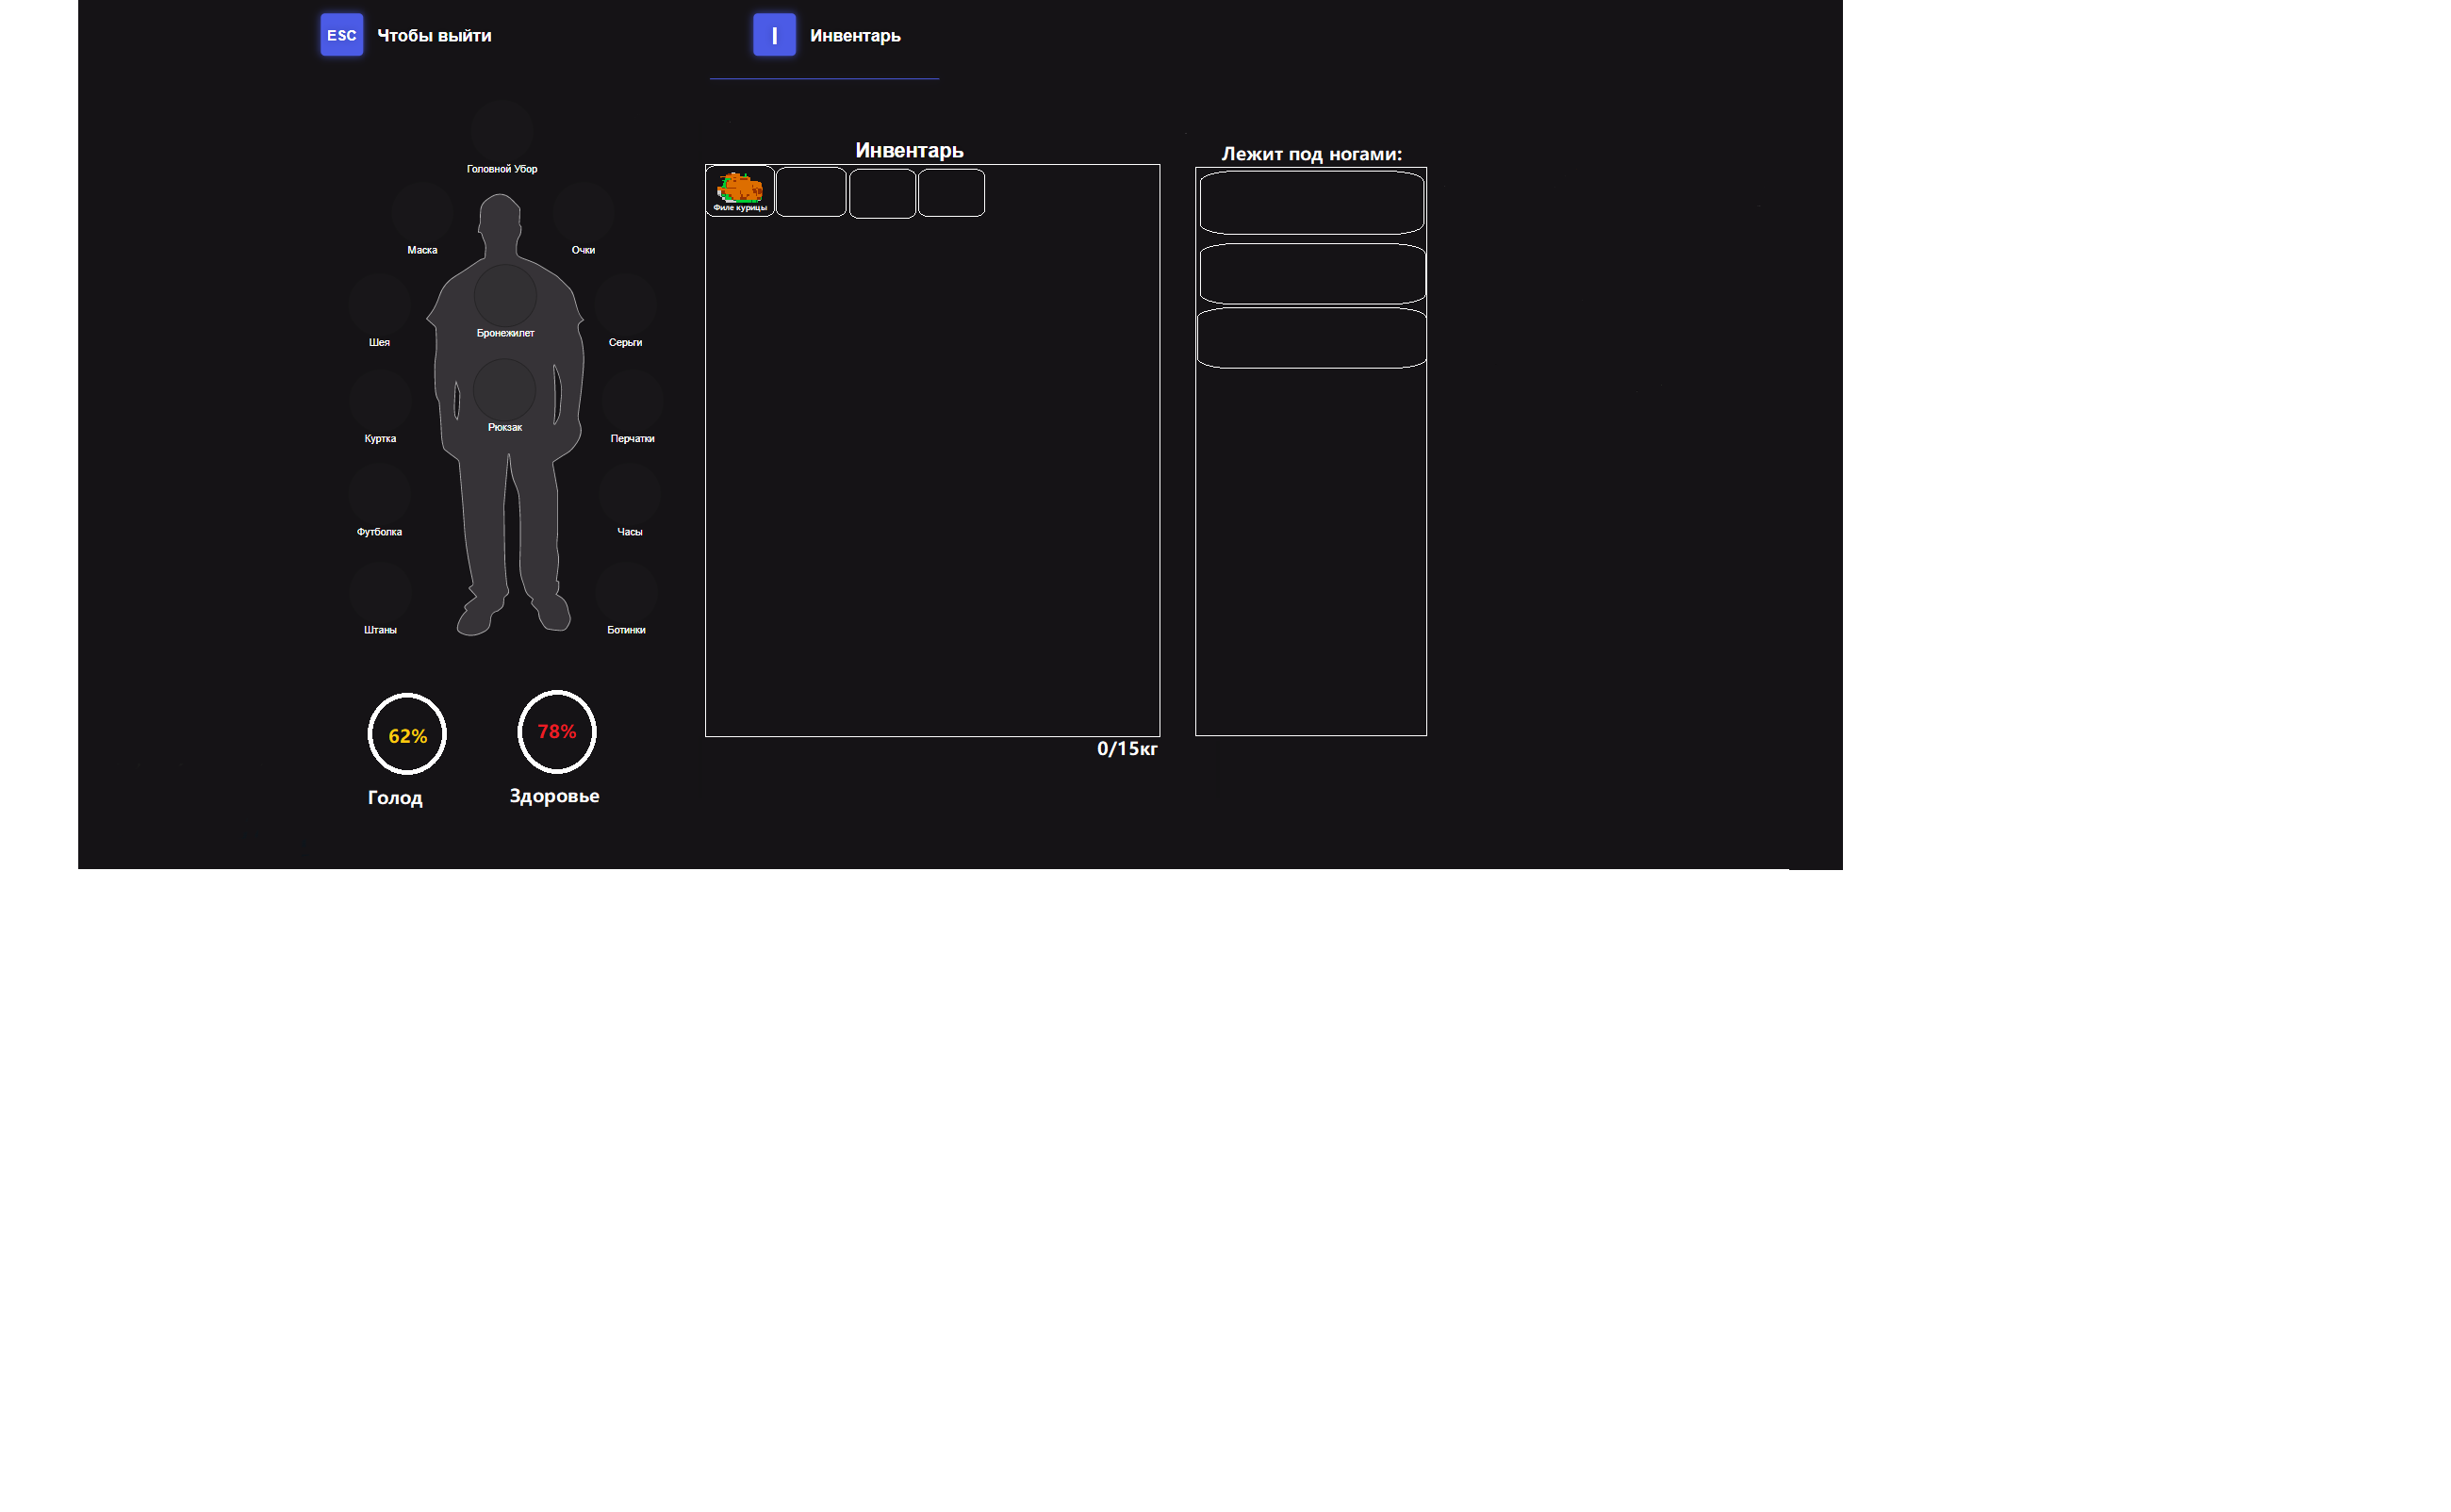 ESC Чтобы выйти
I Инвентарь
Головной Убор
Маска
Очки
Шея
Бронежилет
Серьги
Куртка
Рюкзак
Перчатки
Футболка
Часы
Штаны
Ботинки
62%
Голод
78%
Здоровье
Инвентарь
Филе курицы
0/15кг
Лежит под ногами: